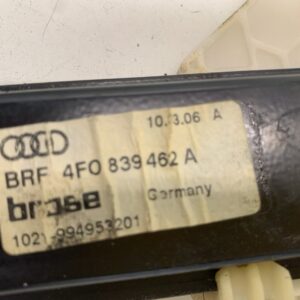 10.3.06 A
BRF 4F0 839 462 A
brose Germany
1021-994953201